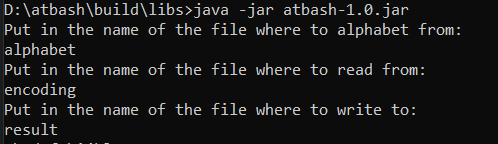 D:\atbash\build\libs>java -jar atbash-1.0.jar
Put in the name of the file where to alphabet from:
alphabet
Put in the name of the file where to read from:
encoding
Put in the name of the file where to write to:
result